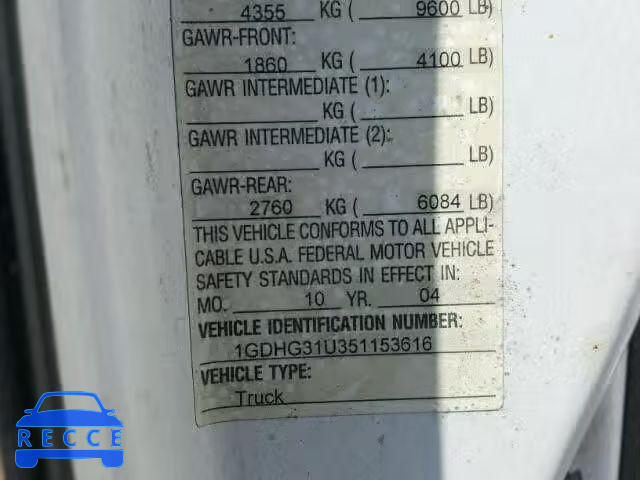 4355 KG ( 9600 LB)
GAWR-FRONT:
1860 KG ( 4100 LB)
GAWR INTERMEDIATE (1):
KG ( LB)
GAWR INTERMEDIATE (2):
KG ( LB)
GAWR-REAR:
2760 KG ( 6084 LB)
THIS VEHICLE CONFORMS TO ALL APPLI-
CABLE U.S.A. FEDERAL MOTOR VEHICLE
SAFETY STANDARDS IN EFFECT IN:
MO. 10 YR. 04
VEHICLE IDENTIFICATION NUMBER:
1GDHG31U351153616
VEHICLE TYPE:
Truck
RECCE